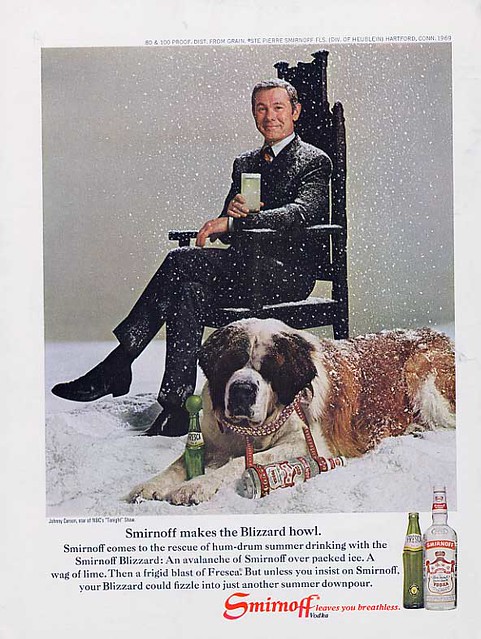 80 & 100 PROOF. DIST. FROM GRAIN. ®STE PIERRE SMIRNOFF FLS. (DIV. OF HEUBLEIN) HARTFORD, CONN. 1969
FRESCA
Johnny Carson, star of NBC's "Tonight" Show.
Smirnoff makes the Blizzard howl.
Smirnoff comes to the rescue of hum-drum summer drinking with the
Smirnoff Blizzard: An avalanche of Smirnoff over packed ice. A
wag of lime. Then a frigid blast of Fresca. But unless you insist on Smirnoff,
your Blizzard could fizzle into just another summer downpour.
FRESCA
SMIRNOFF
VODKA
Smirnoff leaves you breathless.
Vodka